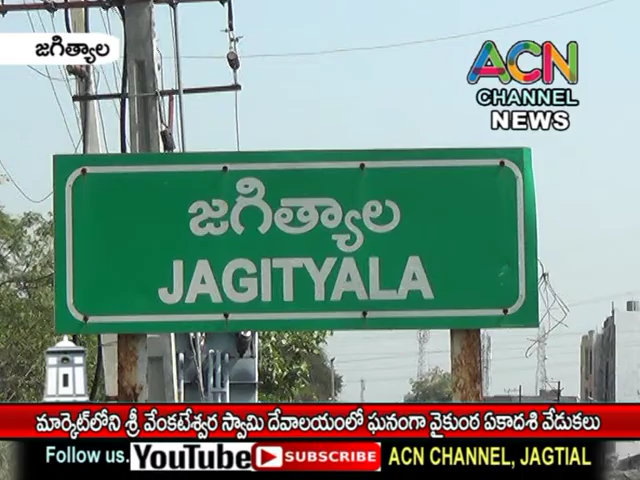 జగిత్యాల
ACN
CHANNEL
NEWS
జగిత్యాల
JAGITYALA
మార్కెట్‌లోని శ్రీ వేంకటేశ్వర స్వామి దేవాలయంలో ఘనంగా వైకుంఠ ఏకాదశి వేడుకలు
Follow us. YouTube SUBSCRIBE ACN CHANNEL, JAGTIAL